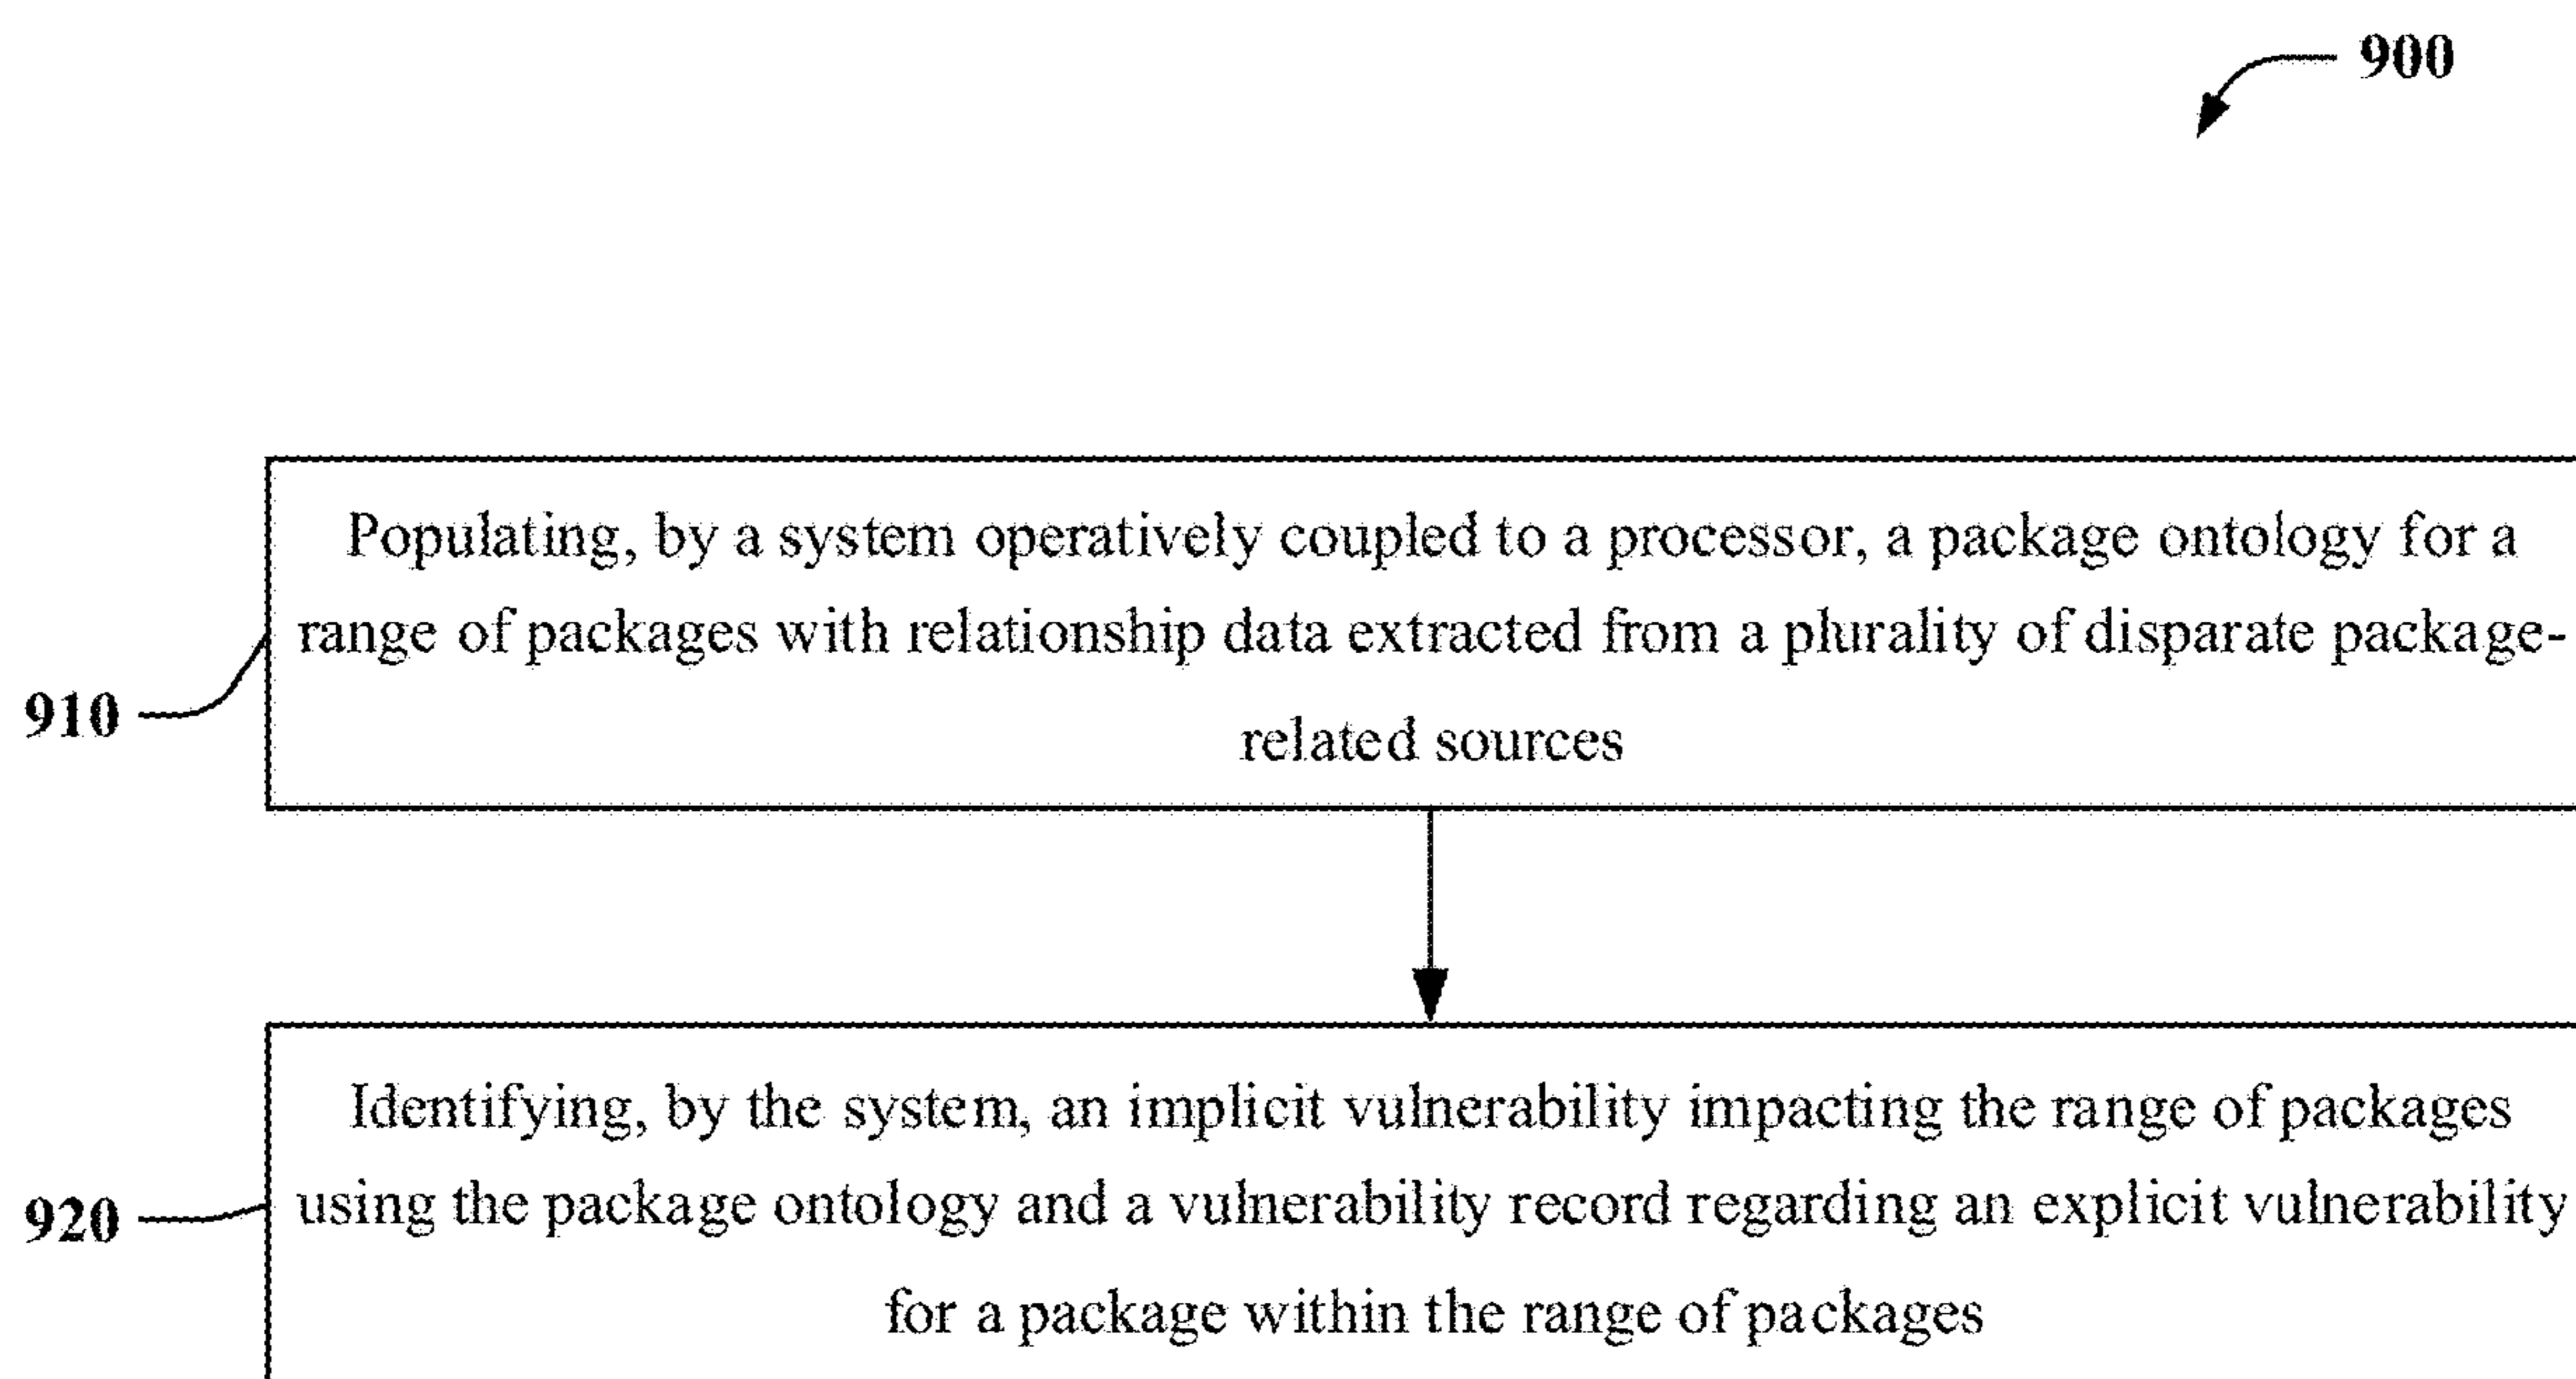 900
Populating, by a system operatively coupled to a processor, a package ontology for a
range of packages with relationship data extracted from a plurality of disparate package-
related sources
910
Identifying, by the system, an implicit vulnerability impacting the range of packages
using the package ontology and a vulnerability record regarding an explicit vulnerability
for a package within the range of packages
920